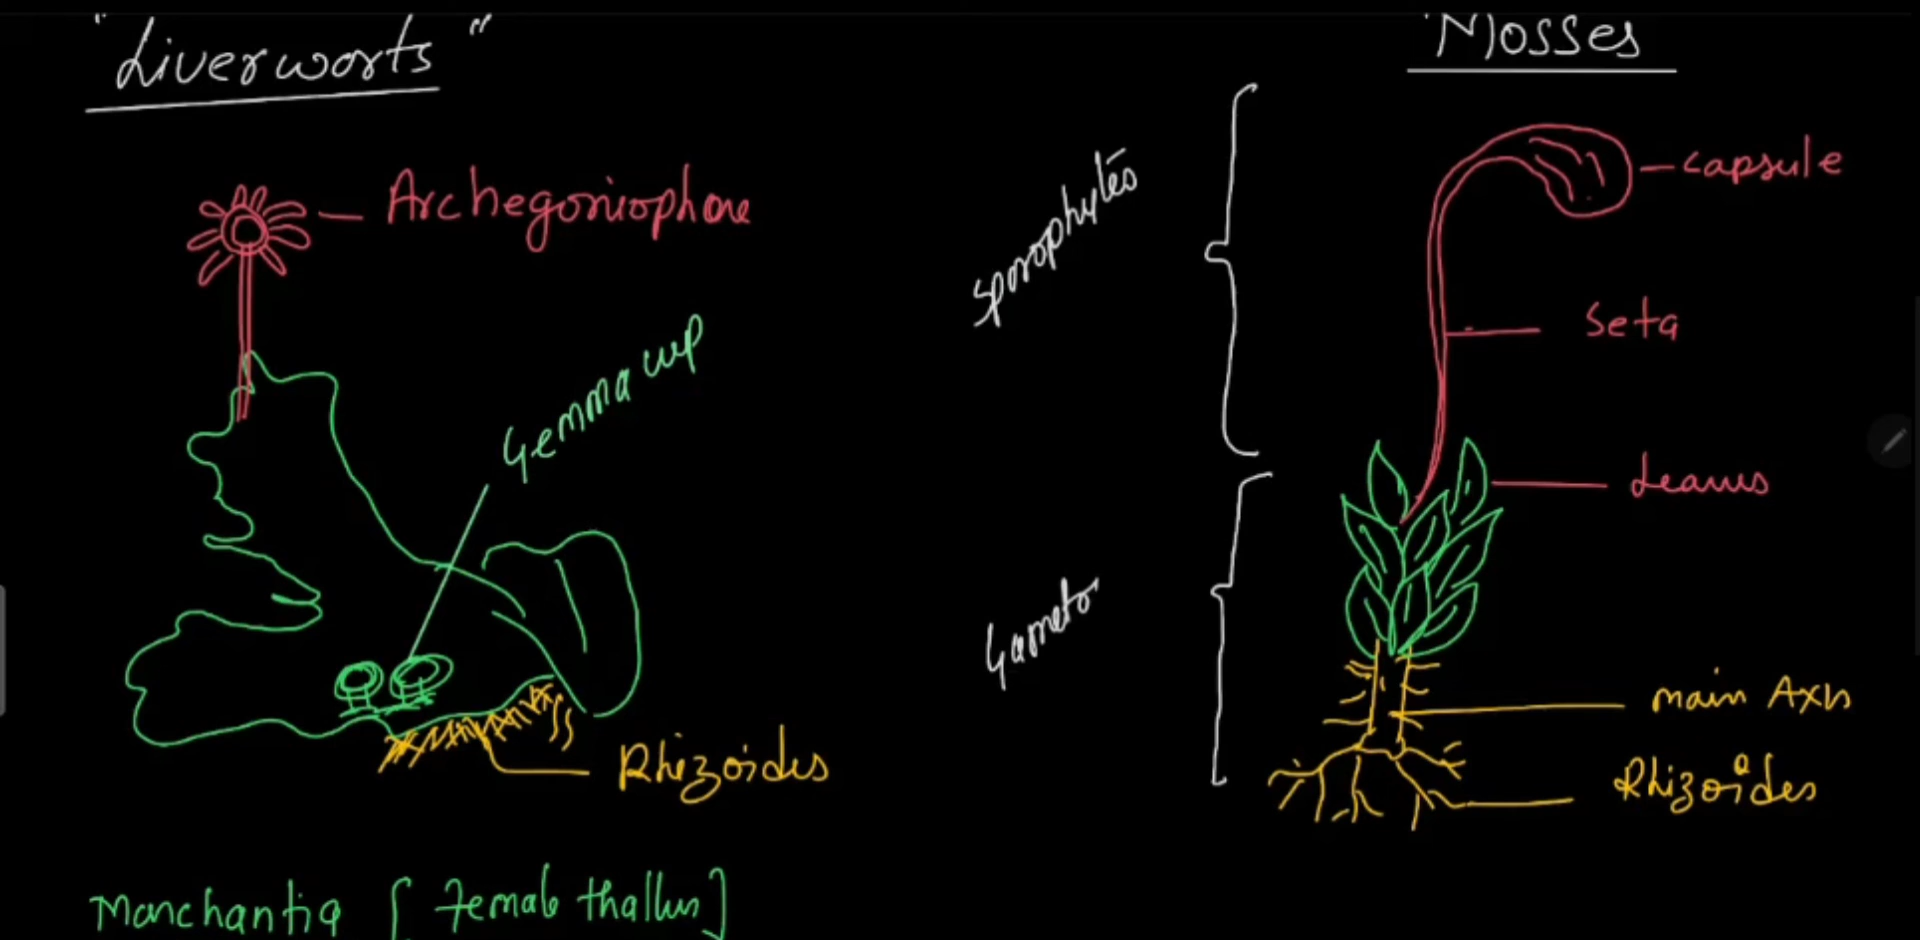 "Liverworts"
Mosses
Archegoniophore
Gemma cup
Rhizoides
Marchantia [Female thallus]
Sporophytes
Gameto
Capsule
Seta
Leaves
main Axis
Rhizoides